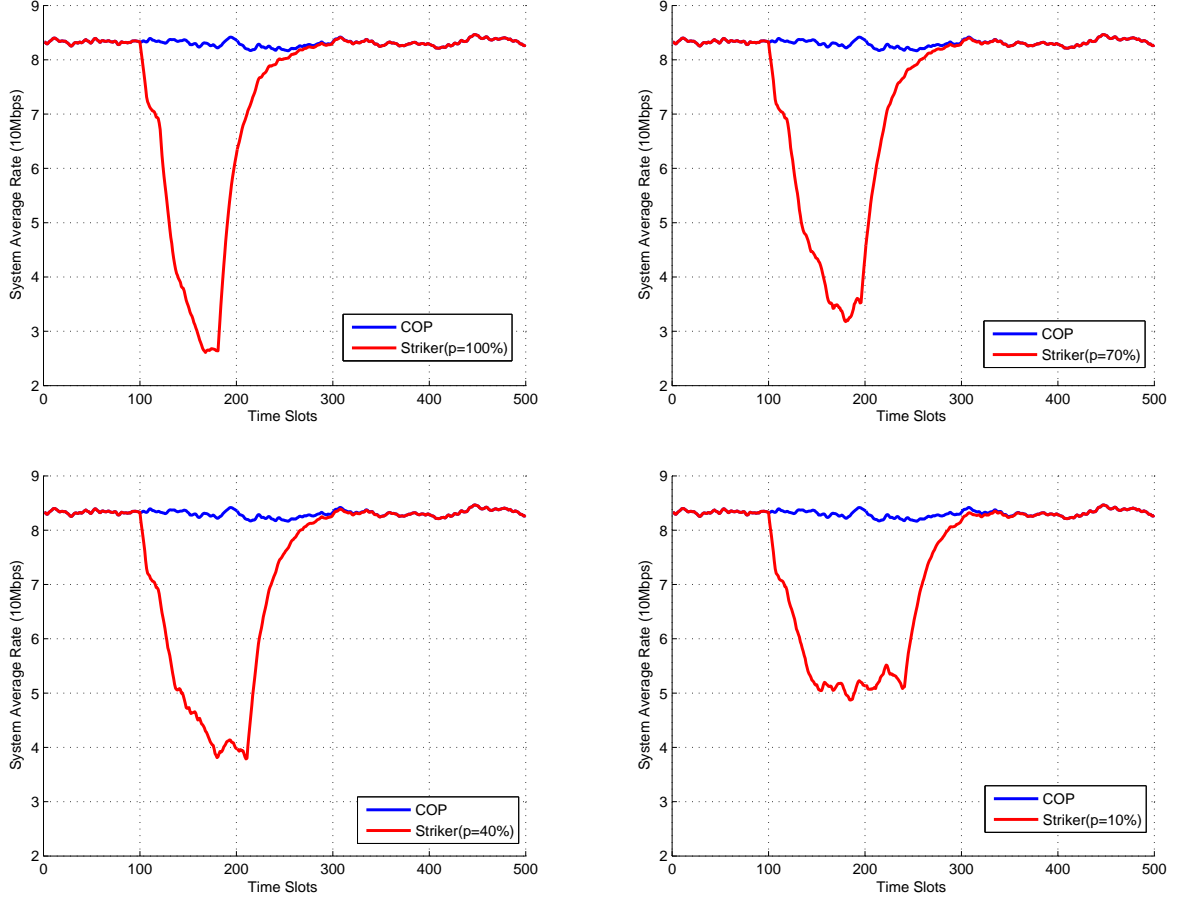 9
8
7
6
5
4
3
2
0 100 200 300 400 500
System Average Rate (10Mbps)
Time Slots
COP
Striker(p=100%)
9
8
7
6
5
4
3
2
0 100 200 300 400 500
System Average Rate (10Mbps)
Time Slots
COP
Striker(p=70%)
9
8
7
6
5
4
3
2
0 100 200 300 400 500
System Average Rate (10Mbps)
Time Slots
COP
Striker(p=40%)
9
8
7
6
5
4
3
2
0 100 200 300 400 500
System Average Rate (10Mbps)
Time Slots
COP
Striker(p=10%)